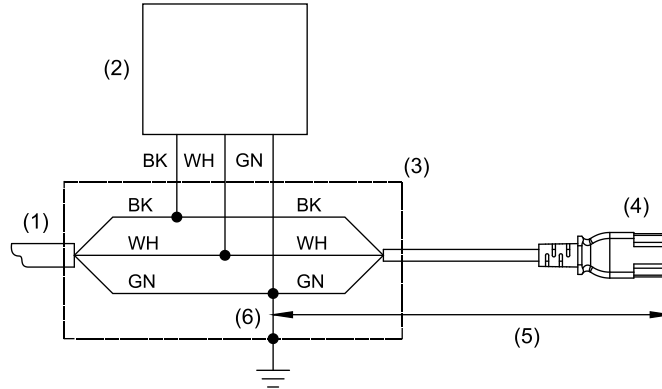 (2)
BK WH GN
(3)
(1)
BK BK
(4)
WH WH
GN GN
(6)
(5)